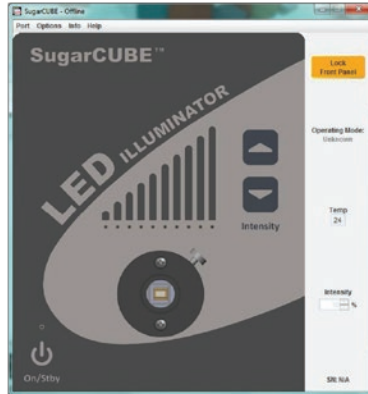 SugarCUBE - Offline
Port Options Info Help
SugarCUBE™
Lock
Front Panel
LED ILLUMINATOR
Operating Mode:
Unknown
Intensity
Temp
24
Intensity
%
On/Stby
SN: N/A